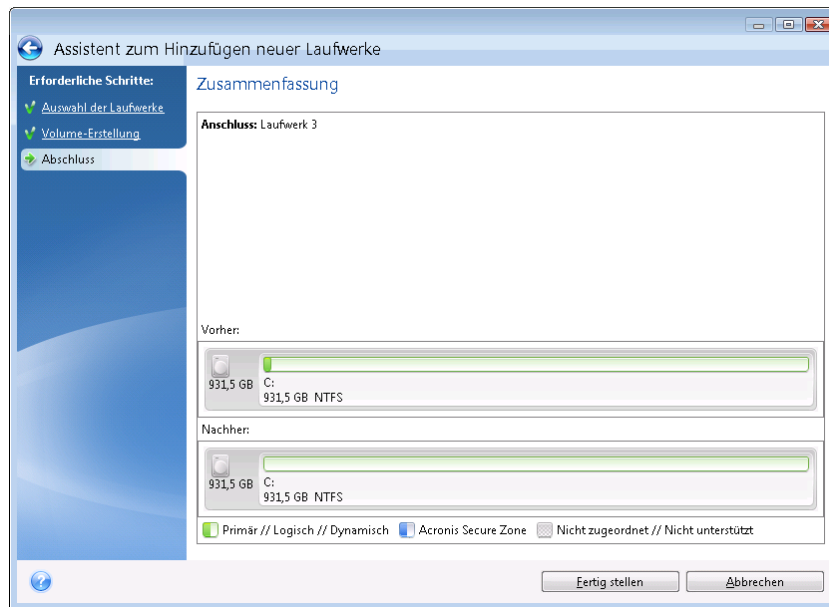 Assistent zum Hinzufügen neuer Laufwerke
Erforderliche Schritte:
Auswahl der Laufwerke
Volume-Erstellung
Abschluss
Zusammenfassung
Anschluss: Laufwerk 3
Vorher:
931,5 GB
C:
931,5 GB NTFS
Nachher:
931,5 GB
C:
931,5 GB NTFS
Primär // Logisch // Dynamisch Acronis Secure Zone Nicht zugeordnet // Nicht unterstützt
? Fertig stellen Abbrechen